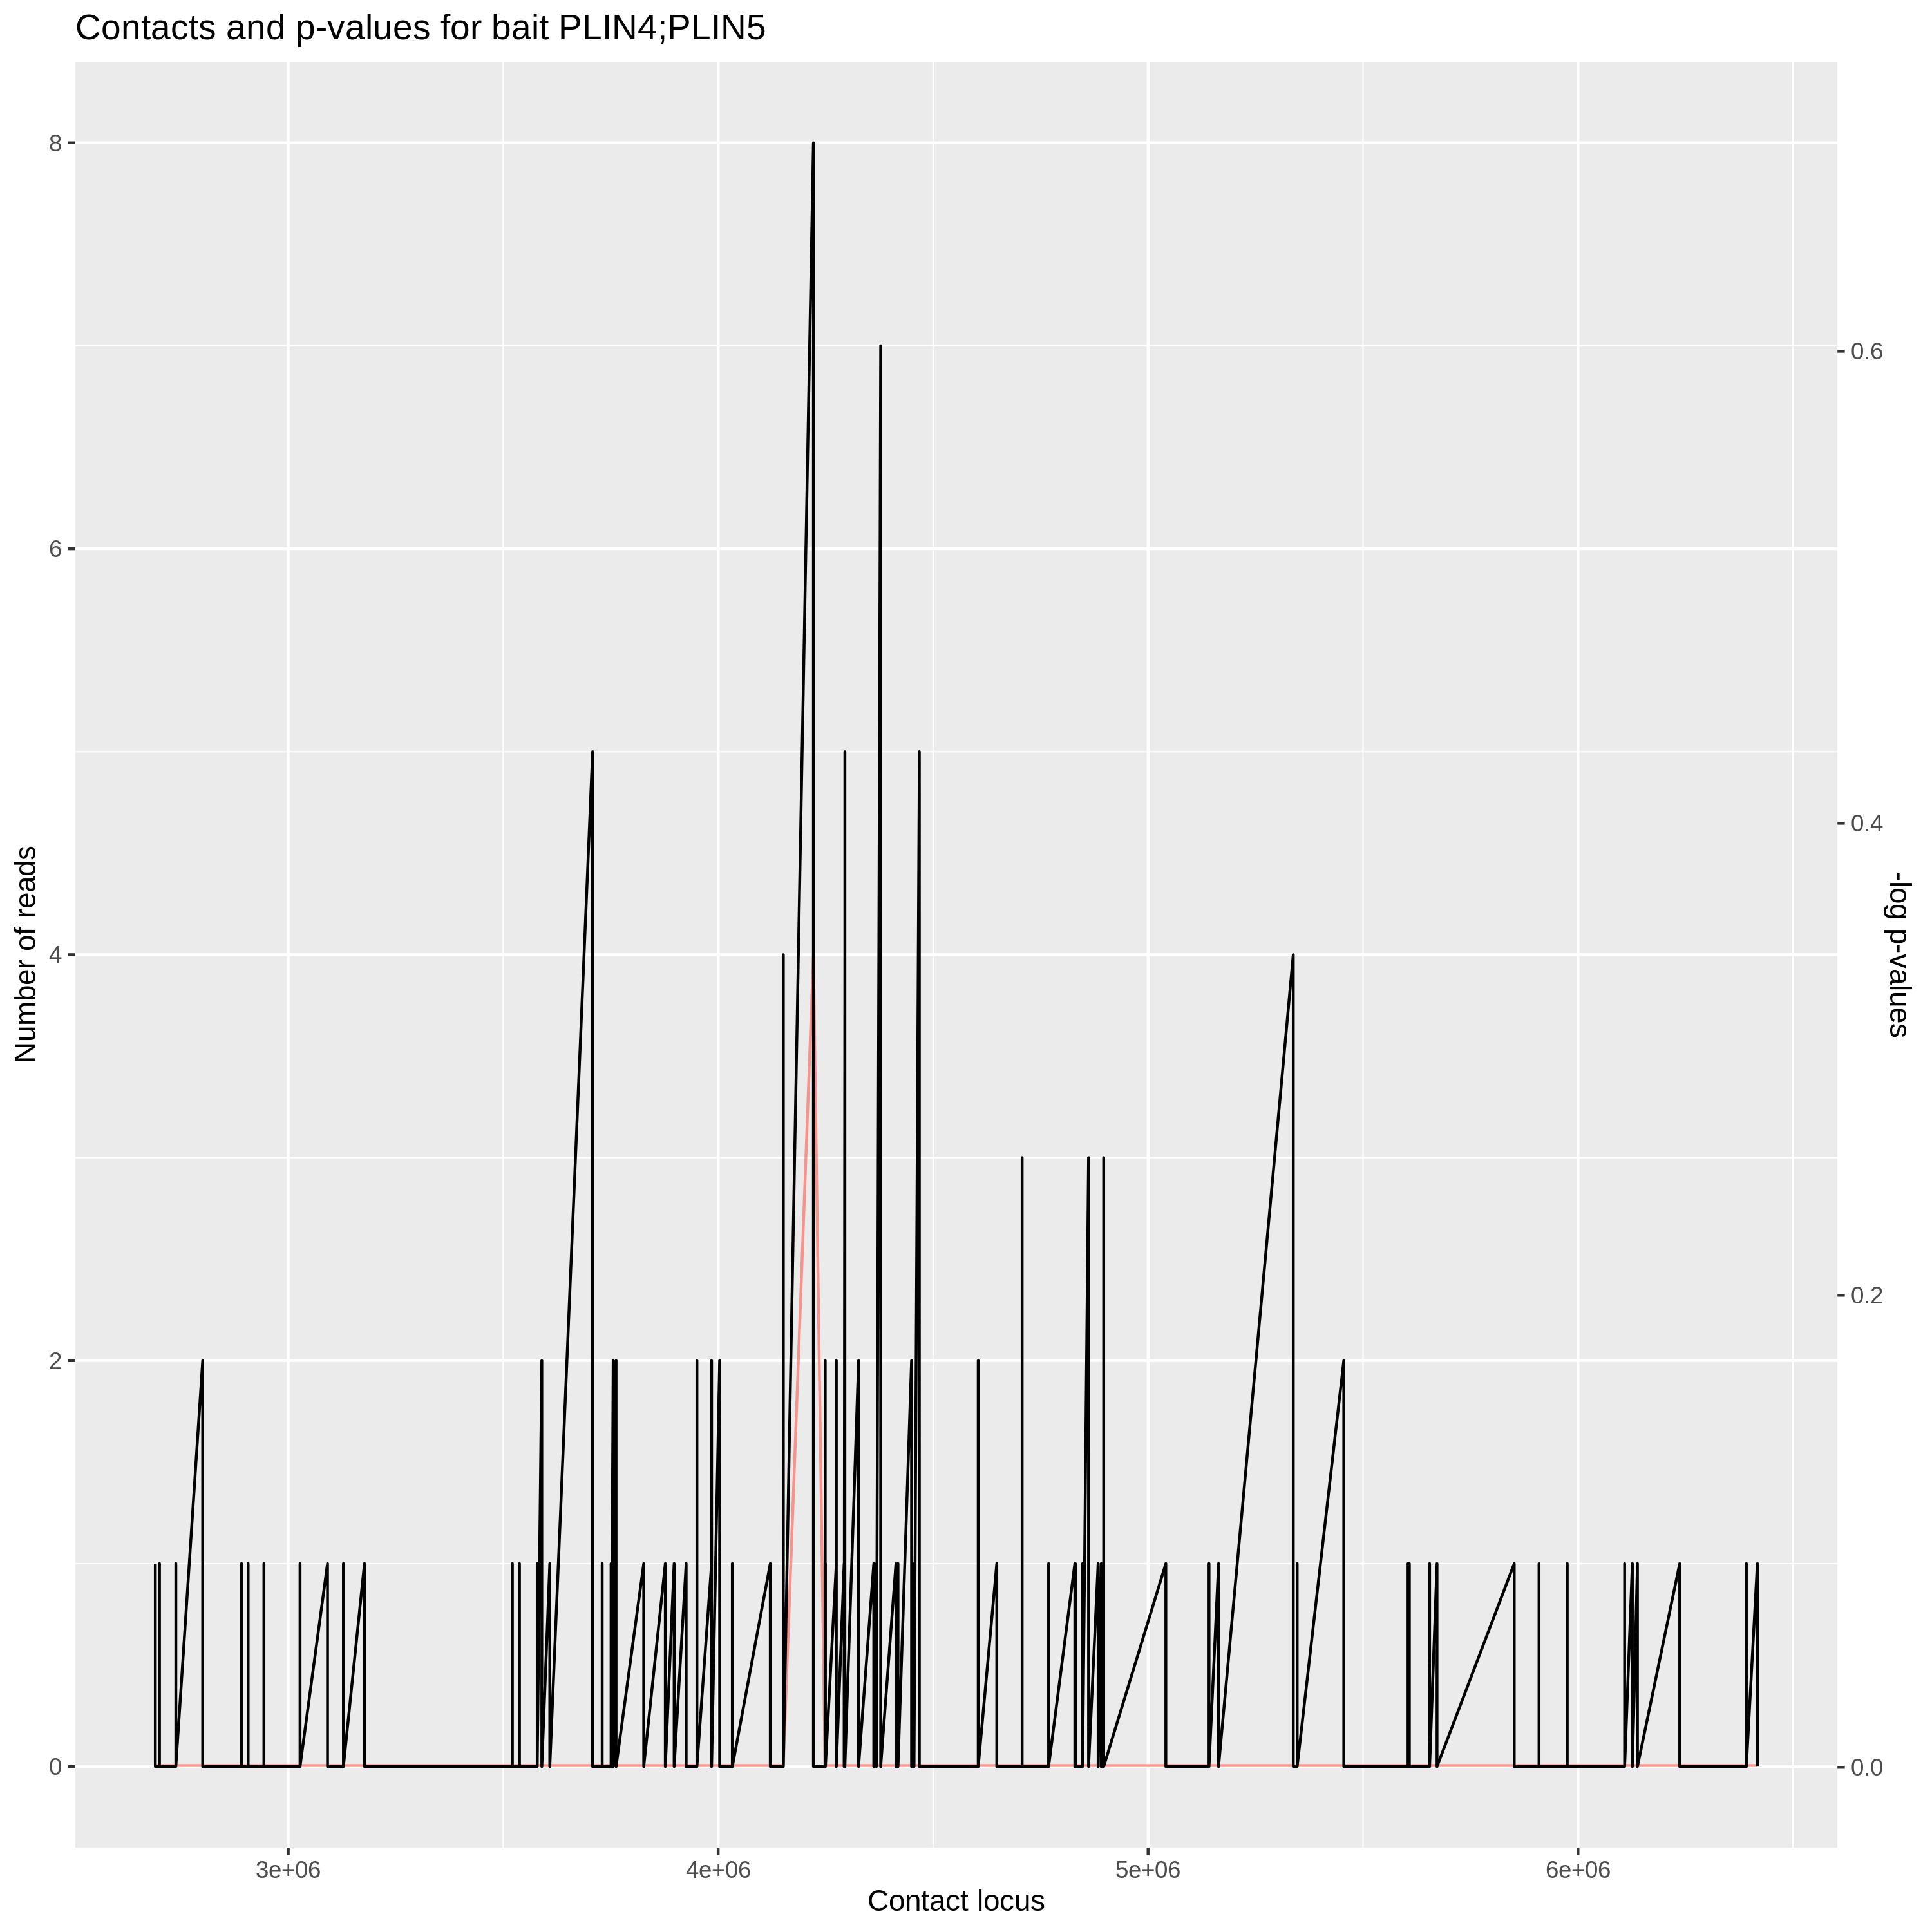 Contacts and p-values for bait PLIN4;PLIN5
8
6
4
2
0
Number of reads
0.6
0.4
0.2
0.0
-log p-values
3e+06
4e+06
5e+06
6e+06
Contact locus